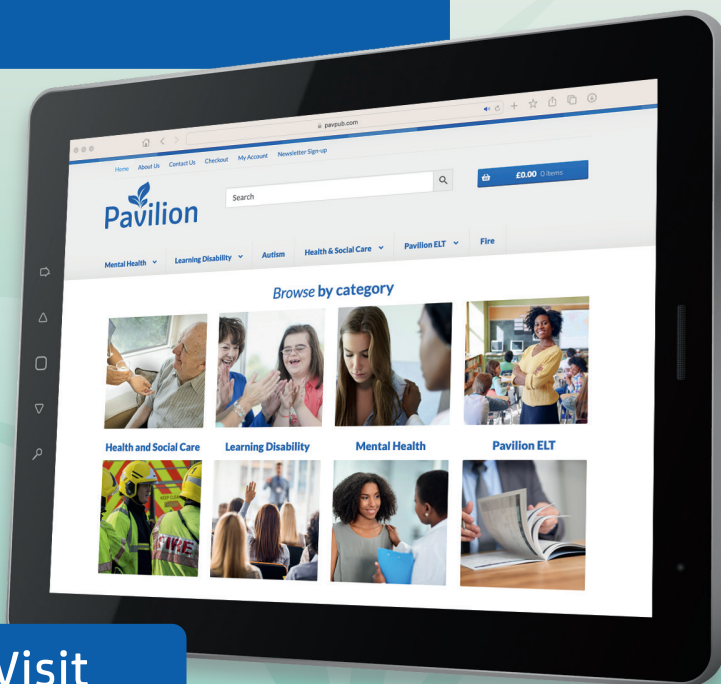 pavpub.com
Home About Us Contact Us Checkout My Account Newsletter Sign-up
Pavilion
Search
£0.00 0 items
Mental Health Learning Disability Autism Health & Social Care Pavilion ELT Fire
Browse by category
Health and Social Care Learning Disability Mental Health Pavilion ELT
FIRE
Visit